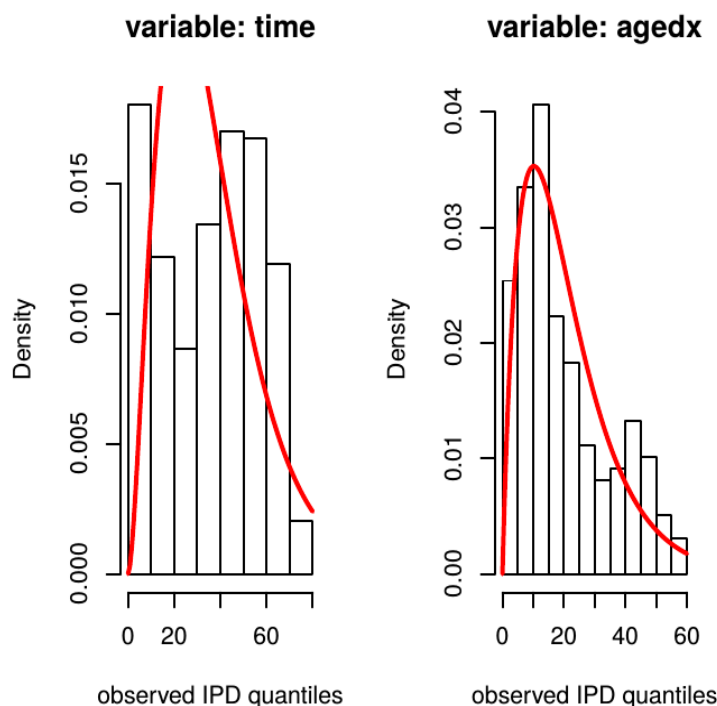 variable: time
Density
0.000
0.005
0.010
0.015
0
20
60
observed IPD quantiles
variable: agedx
Density
0.00
0.01
0.02
0.03
0.04
0
20
40
60
observed IPD quantiles